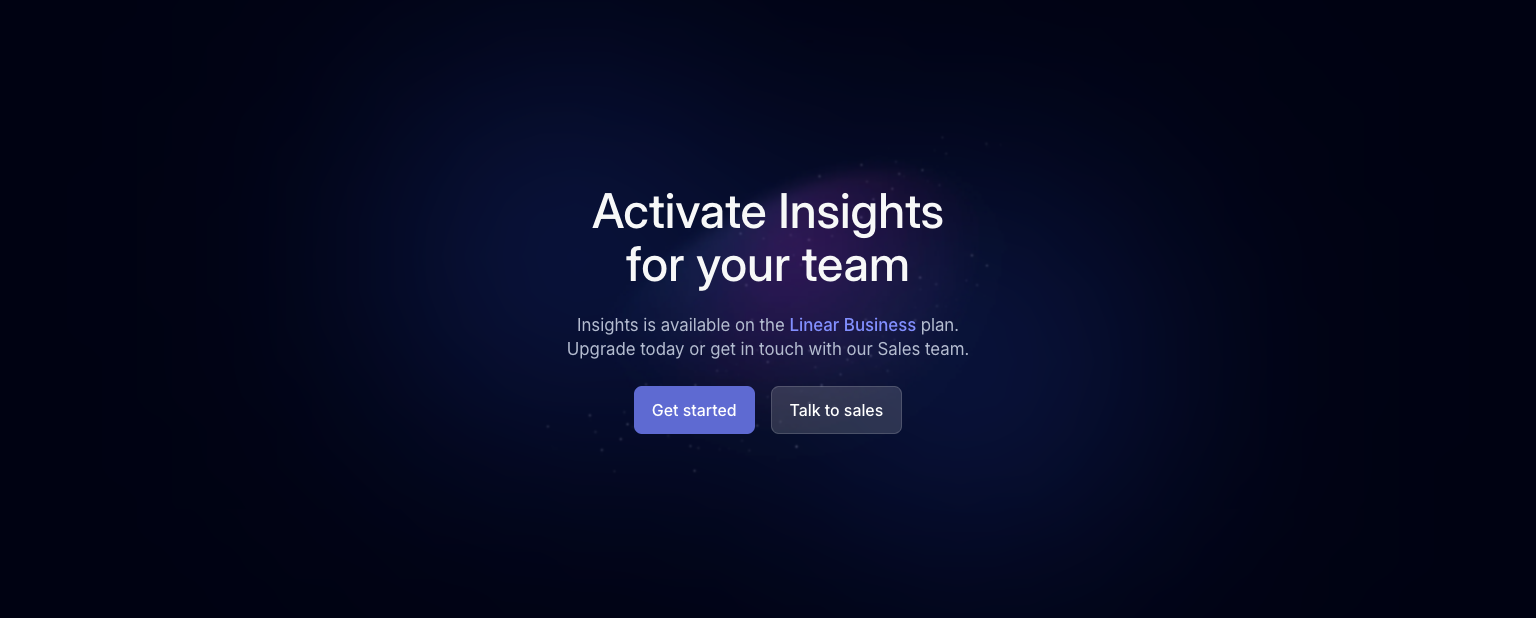 Activate Insights
for your team
Insights is available on the Linear Business plan.
Upgrade today or get in touch with our Sales team.
Get started
Talk to sales